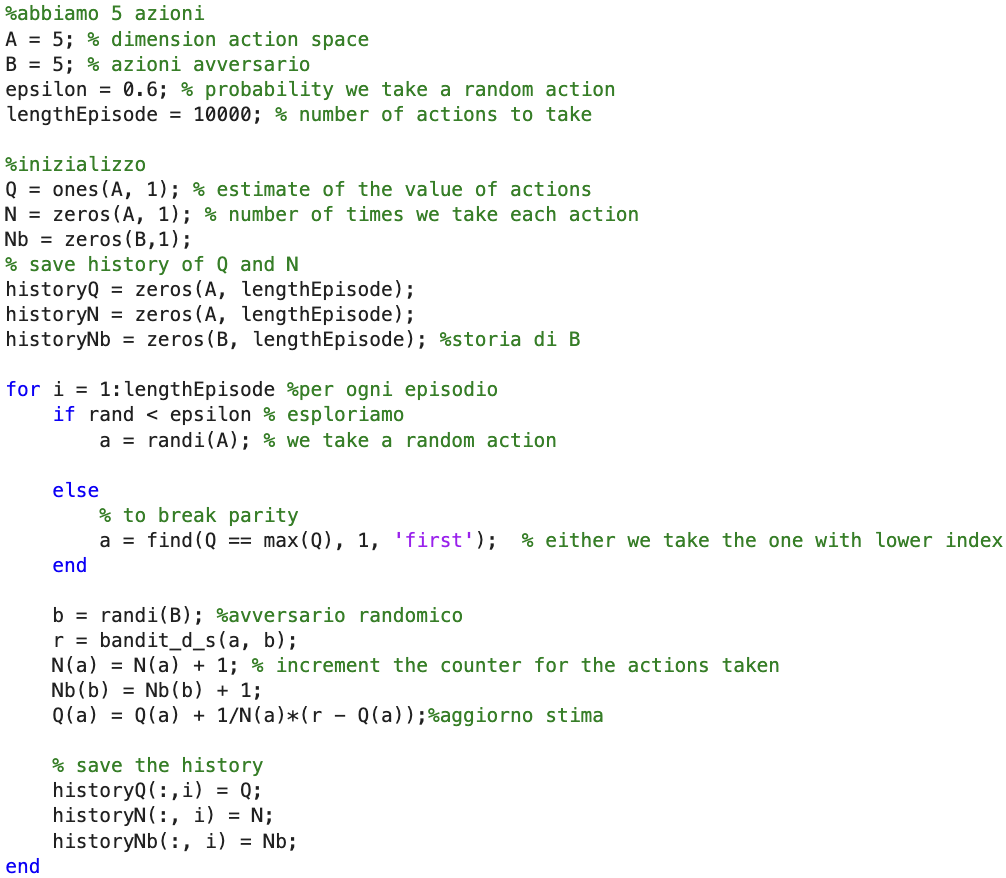 %abbiamo 5 azioni
A = 5; % dimension action space
B = 5; % azioni avversario
epsilon = 0.6; % probability we take a random action
lengthEpisode = 10000; % number of actions to take

%inizializzo
Q = ones(A, 1); % estimate of the value of actions
N = zeros(A, 1); % number of times we take each action
Nb = zeros(B,1);
% save history of Q and N
historyQ = zeros(A, lengthEpisode);
historyN = zeros(A, lengthEpisode);
historyNb = zeros(B, lengthEpisode); %storia di B

for i = 1:lengthEpisode %per ogni episodio
    if rand < epsilon % esploriamo
        a = randi(A); % we take a random action

    else
        % to break parity
        a = find(Q == max(Q), 1, 'first');  % either we take the one with lower index
    end

    b = randi(B); %avversario randomico
    r = bandit_d_s(a, b);
    N(a) = N(a) + 1; % increment the counter for the actions taken
    Nb(b) = Nb(b) + 1;
    Q(a) = Q(a) + 1/N(a)*(r - Q(a));%aggiorno stima

    % save the history
    historyQ(:,i) = Q;
    historyN(:, i) = N;
    historyNb(:, i) = Nb;
end